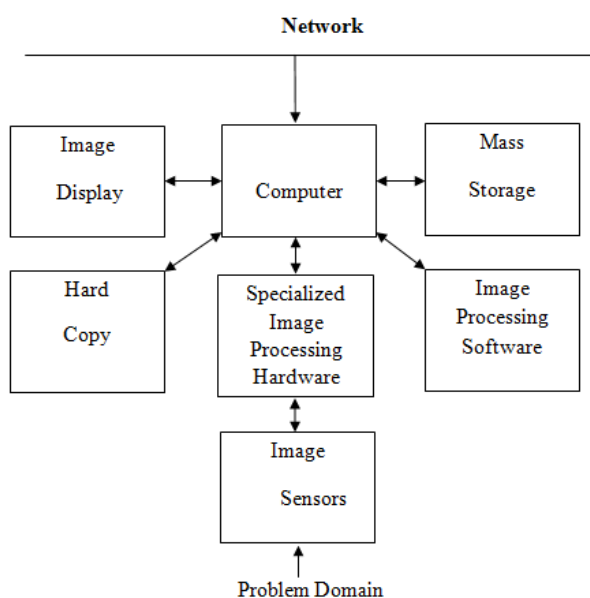 Network
Image
Display
Computer
Mass
Storage
Hard
Copy
Specialized
Image
Processing
Hardware
Image
Processing
Software
Image
Sensors
Problem Domain